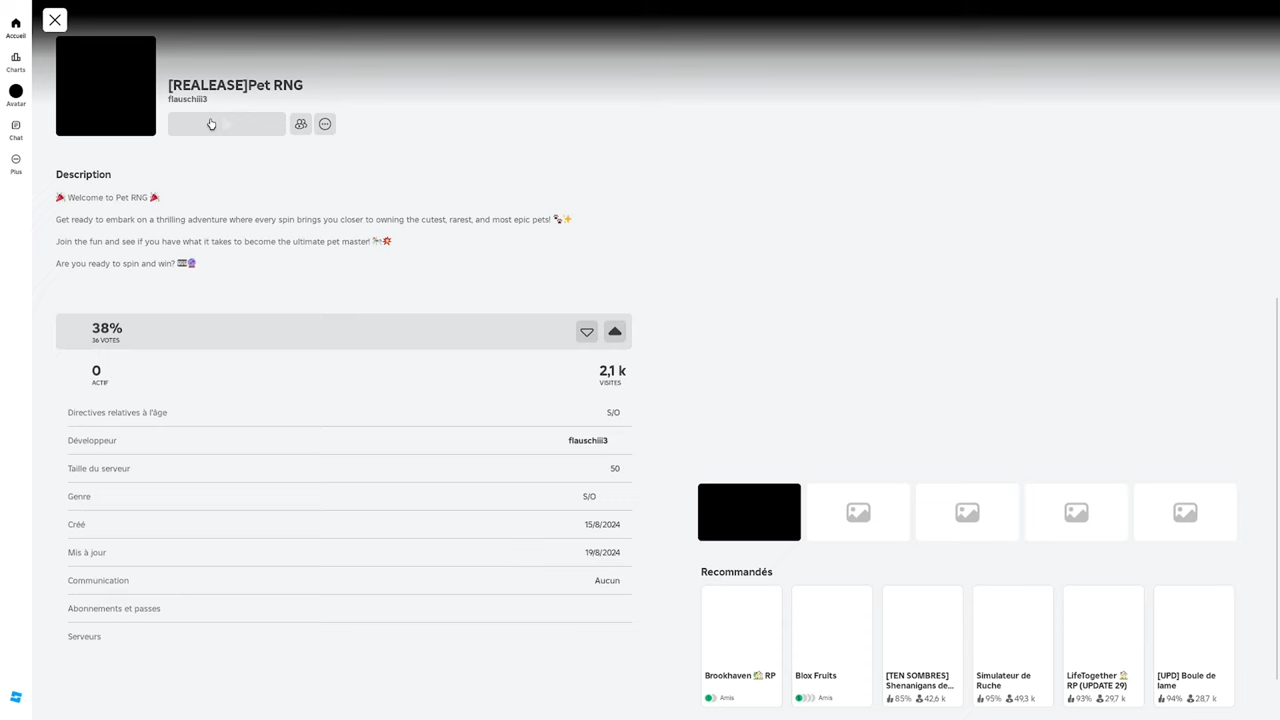 Accueil
Charts
Avatar
Chat
Plus
[REALEASE]Pet RNG
flauschiii3
Description
🎉 Welcome to Pet RNG 🎉
Get ready to embark on a thrilling adventure where every spin brings you closer to owning the cutest, rarest, and most epic pets! 🐾✨
Join the fun and see if you have what it takes to become the ultimate pet master! 🎠💥
Are you ready to spin and win? 🎰🔮
38%
36 VOTES
0
ACTIF
2,1 k
VISITES
Directives relatives à l'âge S/O
Développeur flauschiii3
Taille du serveur 50
Genre S/O
Créé 15/8/2024
Mis à jour 19/8/2024
Communication Aucun
Abonnements et passes
Serveurs
Recommandés
Brookhaven 🏡 RP
Amis
Blox Fruits
Amis
[TEN SOMBRES]
Shenanigans de...
85% 42,6 k
Simulateur de
Ruche
95% 49,3 k
LifeTogether 🏠
RP (UPDATE 29)
93% 29,7 k
[UPD] Boule de
lame
94% 28,7 k